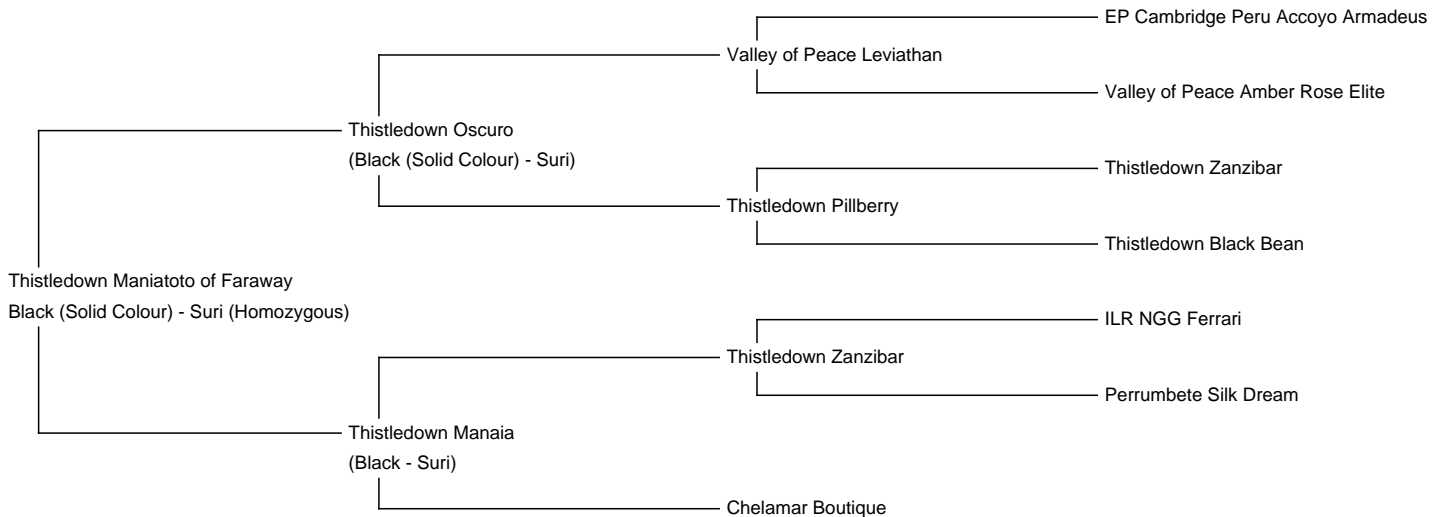 EP Cambridge Peru Accoyo Armadeus
Valley of Peace Leviathan
Valley of Peace Amber Rose Elite
Thistledown Oscuro
(Black (Solid Colour) - Suri)
Thistledown Zanzibar
Thistledown Pillberry
Thistledown Black Bean
Thistledown Maniatoto of Faraway
Black (Solid Colour) - Suri (Homozygous)
ILR NGG Ferrari
Thistledown Zanzibar
Perrumbete Silk Dream
Thistledown Manaia
(Black - Suri)
Chelamar Boutique